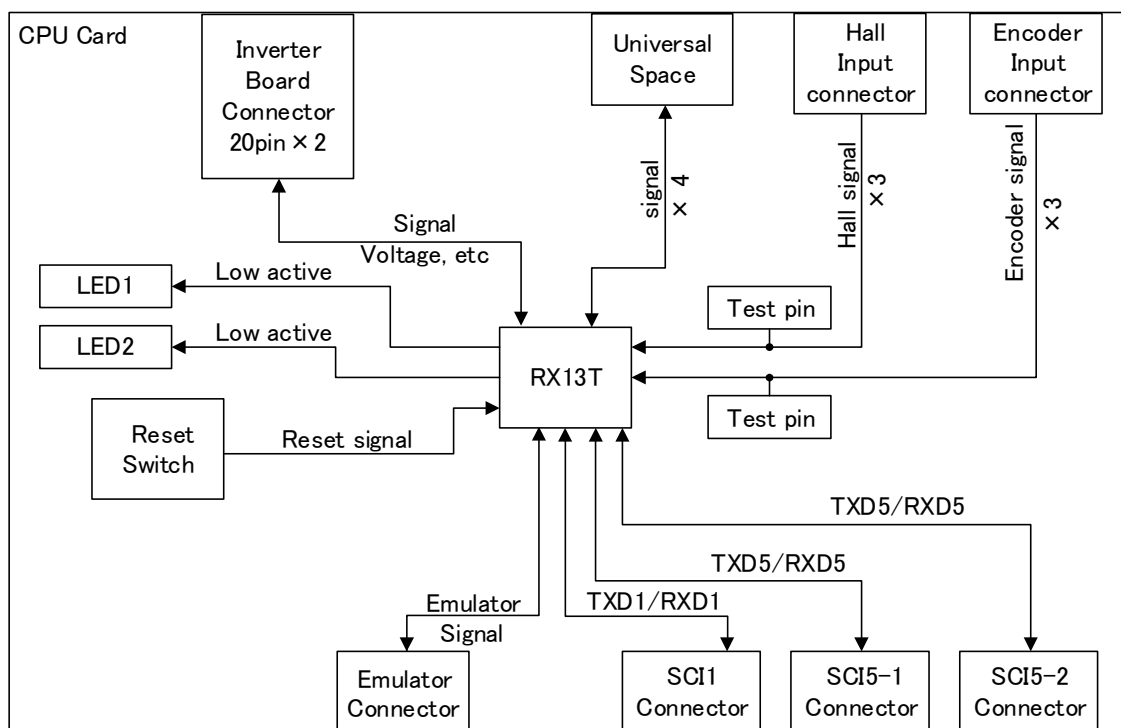 CPU Card
Inverter
Board
Connector
20pin × 2
Universal
Space
Hall
Input
connector
Encoder
Input
connector
signal
× 4
Hall signal
×3
Encoder signal
×3
Signal
Voltage, etc
LED1
Low active
LED2
Low active
Test pin
RX13T
Test pin
Reset
Switch
Reset signal
TXD5/RXD5
TXD5/RXD5
TXD1/RXD1
Emulator
Signal
Emulator
Connector
SCI1
Connector
SCI5-1
Connector
SCI5-2
Connector